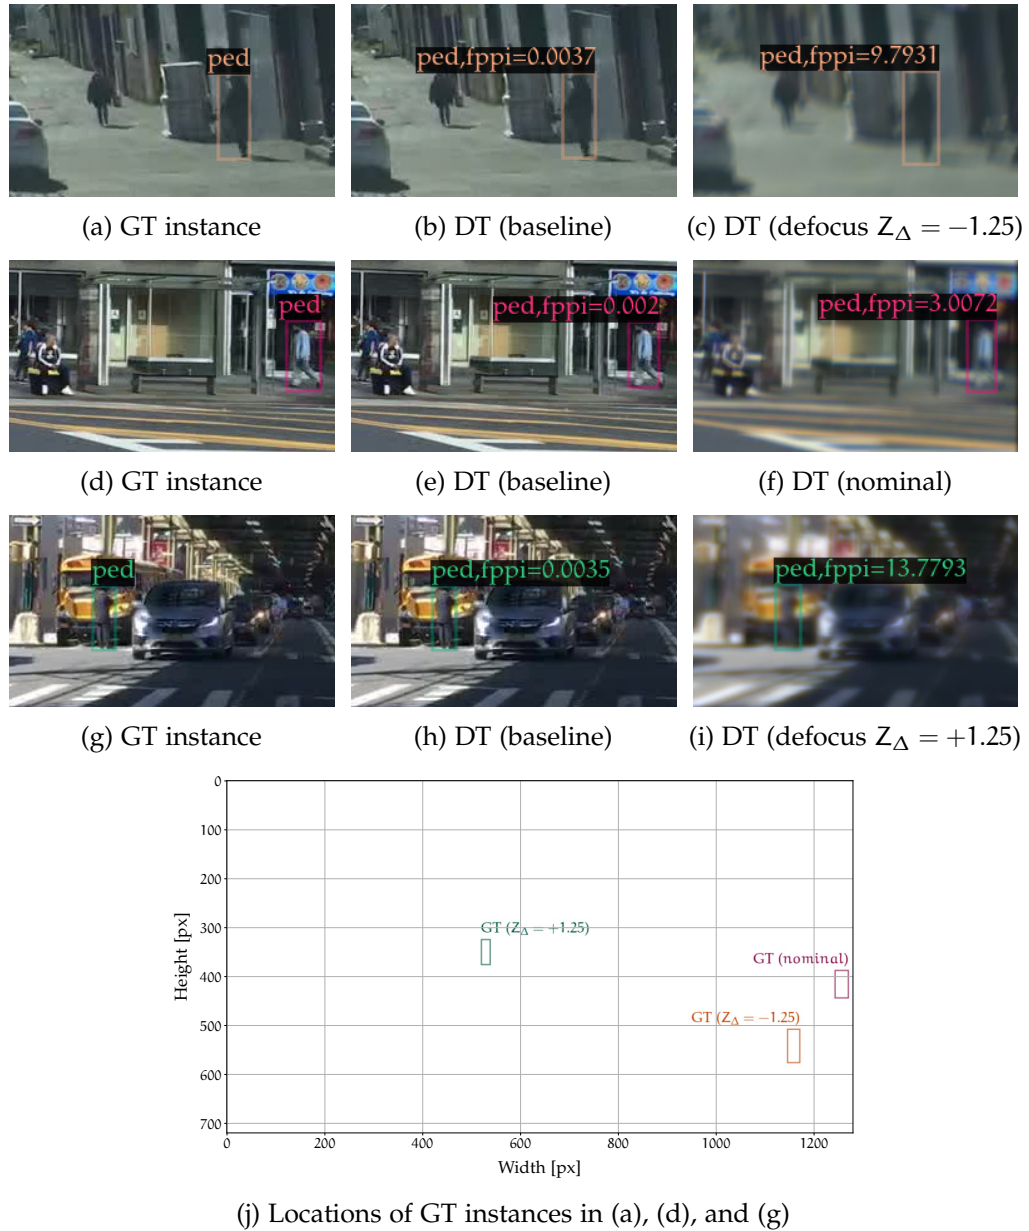 ped
ped,fppi=0.0037
ped,fppi=9.7931
(a) GT instance
(b) DT (baseline)
(c) DT (defocus Z_Δ = −1.25)
ped
ped,fppi=0.002
ped,fppi=3.0072
(d) GT instance
(e) DT (baseline)
(f) DT (nominal)
ped
ped,fppi=0.0035
ped,fppi=13.7793
(g) GT instance
(h) DT (baseline)
(i) DT (defocus Z_Δ = +1.25)
0
100
200
300
400
500
600
700
Height [px]
GT (Z_Δ = +1.25)
GT (nominal)
GT (Z_Δ = −1.25)
0
200
400
600
800
1000
1200
Width [px]
(j) Locations of GT instances in (a), (d), and (g)